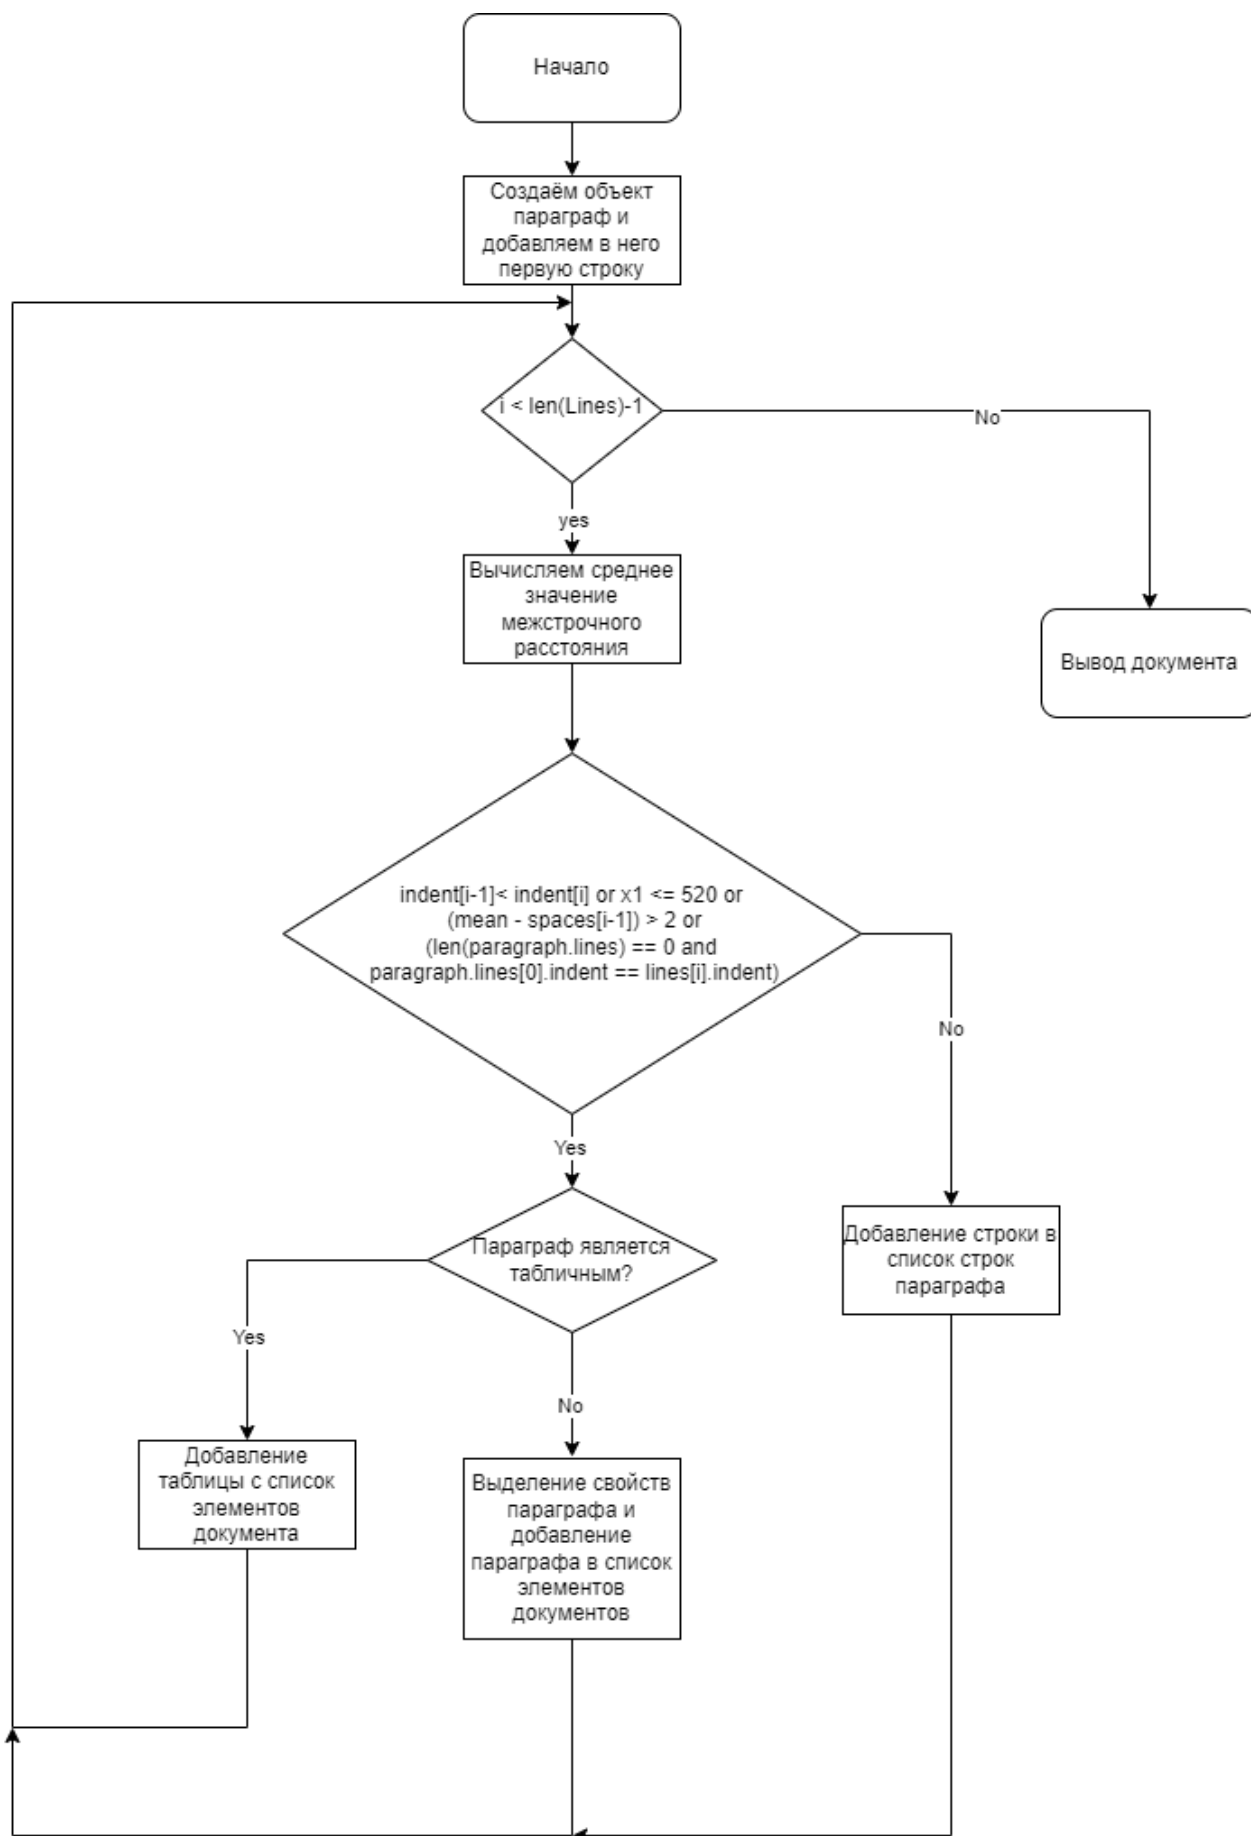 Начало
Создаём объект
параграф и
добавляем в него
первую строку
i < len(Lines)-1
No
yes
Вычисляем среднее
значение
межстрочного
расстояния
Вывод документа
indent[i-1]< indent[i] or x1 <= 520 or
(mean - spaces[i-1]) > 2 or
(len(paragraph.lines) == 0 and
paragraph.lines[0].indent == lines[i].indent)
No
Yes
Параграф является
табличным?
Добавление строки в
список строк
параграфа
Yes
No
Добавление
таблицы с список
элементов
документа
Выделение свойств
параграфа и
добавление
параграфа в список
элементов
документов